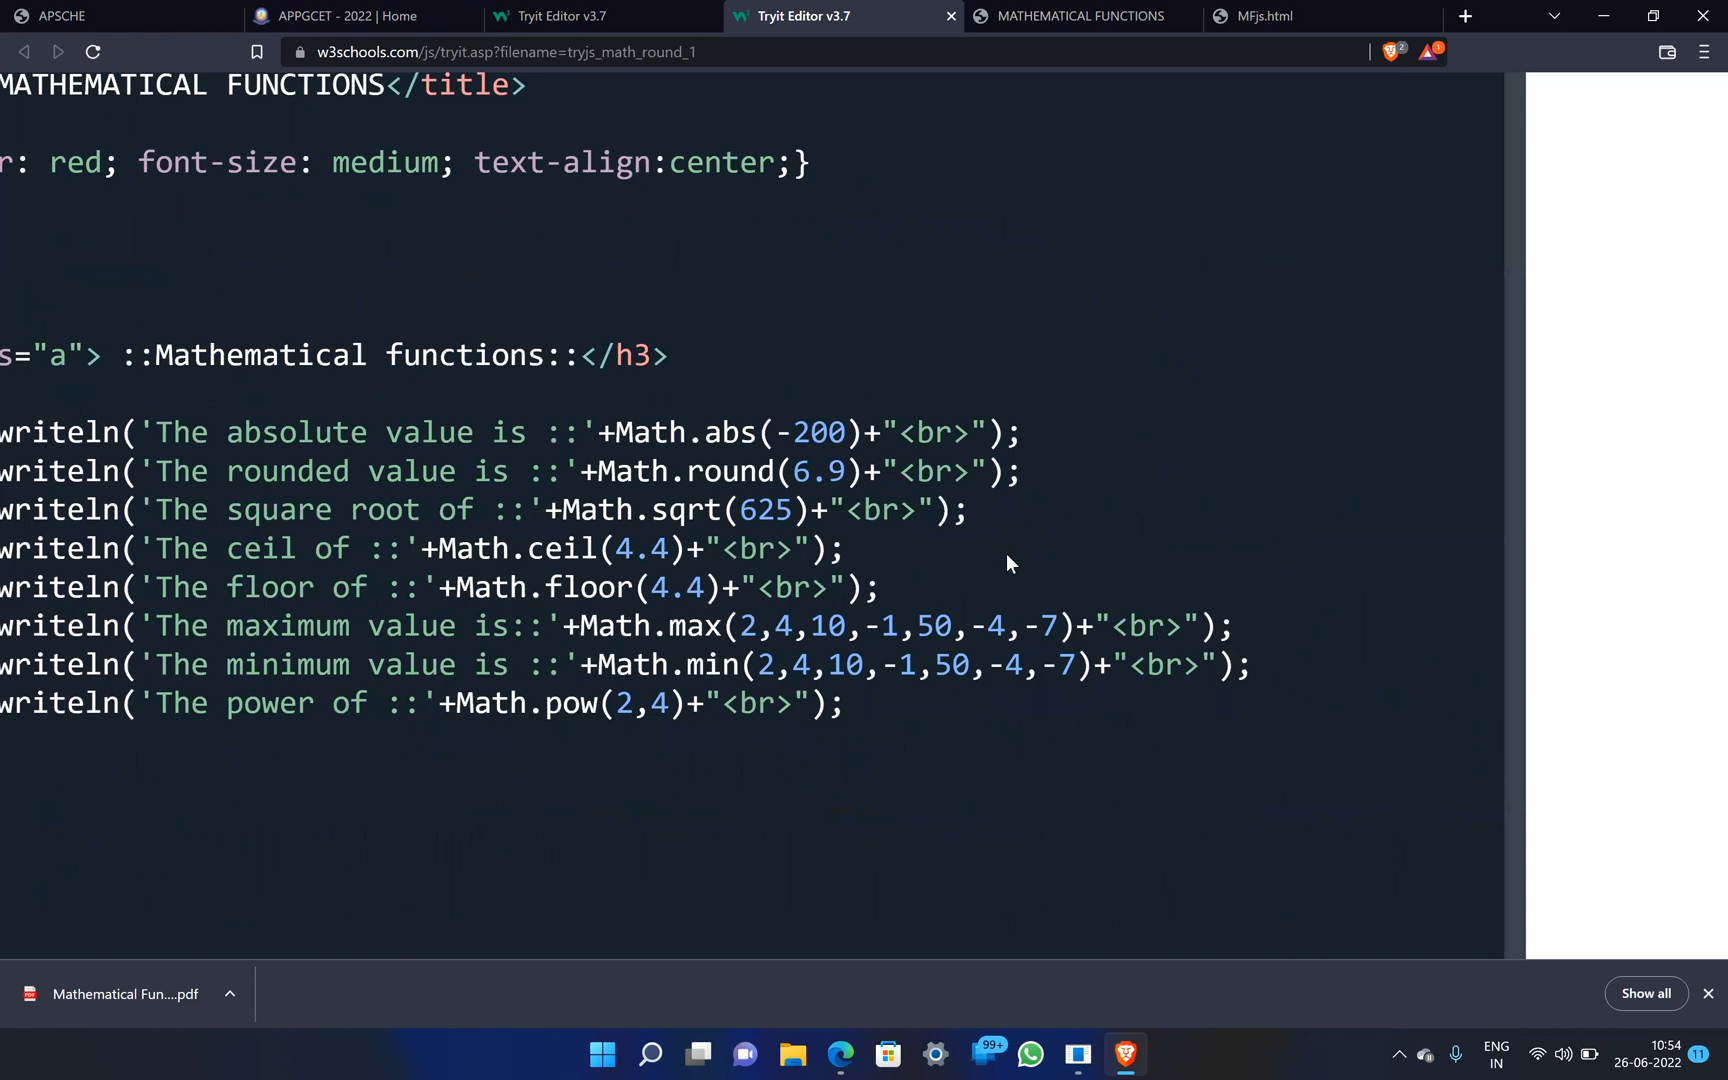 APSCHE
APPGCET - 2022 | Home
Tryit Editor v3.7
Tryit Editor v3.7
MATHEMATICAL FUNCTIONS
MFjs.html
w3schools.com/js/tryit.asp?filename=tryjs_math_round_1
2
1
MATHEMATICAL FUNCTIONS</title>
r: red; font-size: medium; text-align:center;}
s="a"> ::Mathematical functions::</h3>
writeln('The absolute value is ::'+Math.abs(-200)+"<br>");
writeln('The rounded value is ::'+Math.round(6.9)+"<br>");
writeln('The square root of ::'+Math.sqrt(625)+"<br>");
writeln('The ceil of ::'+Math.ceil(4.4)+"<br>");
writeln('The floor of ::'+Math.floor(4.4)+"<br>");
writeln('The maximum value is::'+Math.max(2,4,10,-1,50,-4,-7)+"<br>");
writeln('The minimum value is ::'+Math.min(2,4,10,-1,50,-4,-7)+"<br>");
writeln('The power of ::'+Math.pow(2,4)+"<br>");
PDF
Mathematical Fun....pdf
Show all
99+
ENG
IN
10:54
26-06-2022
11